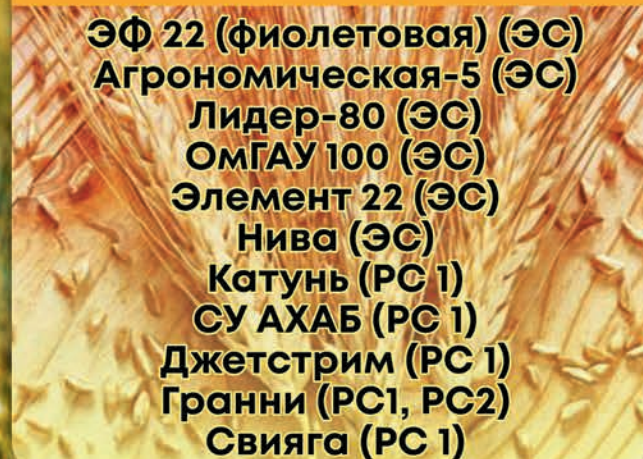 ЭФ 22 (фиолетовая) (ЭС)
Агрономическая-5 (ЭС)
Лидер-80 (ЭС)
ОмГАУ 100 (ЭС)
Элемент 22 (ЭС)
Нива (ЭС)
Катунь (РС 1)
СУ АХАБ (РС 1)
Джетстрим (РС 1)
Гранни (РС1, РС2)
Свияга (РС 1)